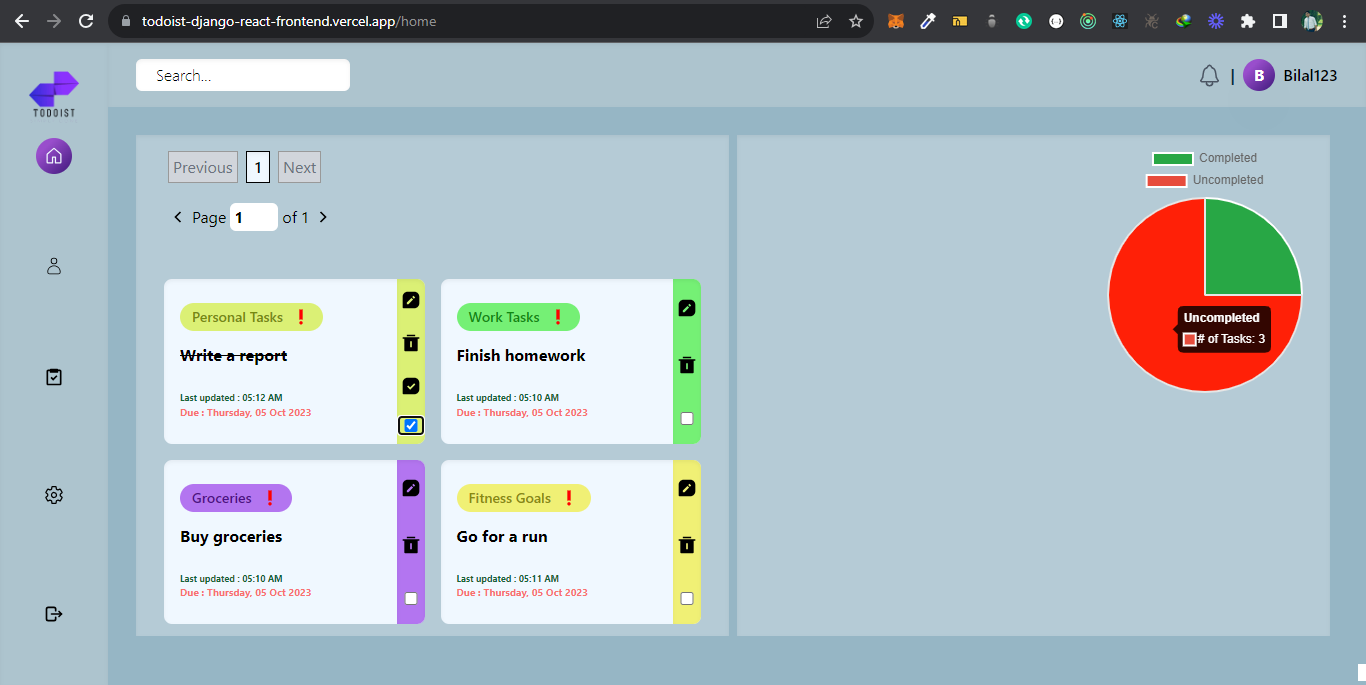 todoist-django-react-frontend.vercel.app/home
TODOIST
Search...
B Bilal123
Previous 1 Next
Page 1 of 1
Personal Tasks ❗
Write a report
Last updated : 05:12 AM
Due : Thursday, 05 Oct 2023
Work Tasks ❗
Finish homework
Last updated : 05:10 AM
Due : Thursday, 05 Oct 2023
Groceries ❗
Buy groceries
Last updated : 05:10 AM
Due : Thursday, 05 Oct 2023
Fitness Goals ❗
Go for a run
Last updated : 05:11 AM
Due : Thursday, 05 Oct 2023
Completed
Uncompleted
Uncompleted
# of Tasks: 3